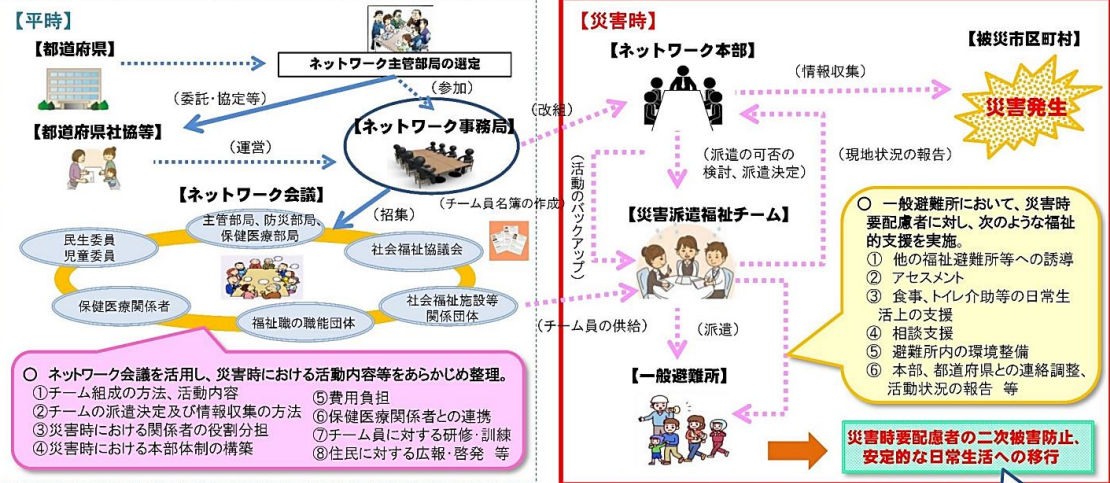 【平時】
【都道府県】
ネットワーク主管部局の選定
（委託・協定等）
（参加）
【都道府県社協等】
（運営）
【ネットワーク事務局】
【ネットワーク会議】
（招集）
（チーム員名簿の作成）
主管部局、防災部局、
保健医療部局
民生委員
児童委員
社会福祉協議会
保健医療関係者
福祉職の職能団体
社会福祉施設等
関係団体
○ ネットワーク会議を活用し、災害時における活動内容等をあらかじめ整理。
①チーム組成の方法、活動内容
②チームの派遣決定及び情報収集の方法
③災害時における関係者の役割分担
④災害時における本部体制の構築
⑤費用負担
⑥保健医療関係者との連携
⑦チーム員に対する研修・訓練
⑧住民に対する広報・啓発 等
【災害時】
【ネットワーク本部】
（改組）
（情報収集）
【被災市区町村】
災害発生
（活動のバックアップ）
（派遣の可否の
検討、派遣決定）
（現地状況の報告）
【災害派遣福祉チーム】
（チーム員の供給）
（派遣）
【一般避難所】
○ 一般避難所において、災害時
要配慮者に対し、次のような福祉
的支援を実施。
① 他の福祉避難所等への誘導
② アセスメント
③ 食事、トイレ介助等の日常生
活上の支援
④ 相談支援
⑤ 避難所内の環境整備
⑥ 本部、都道府県との連絡調整、
活動状況の報告 等
災害時要配慮者の二次被害防止、
安定的な日常生活への移行